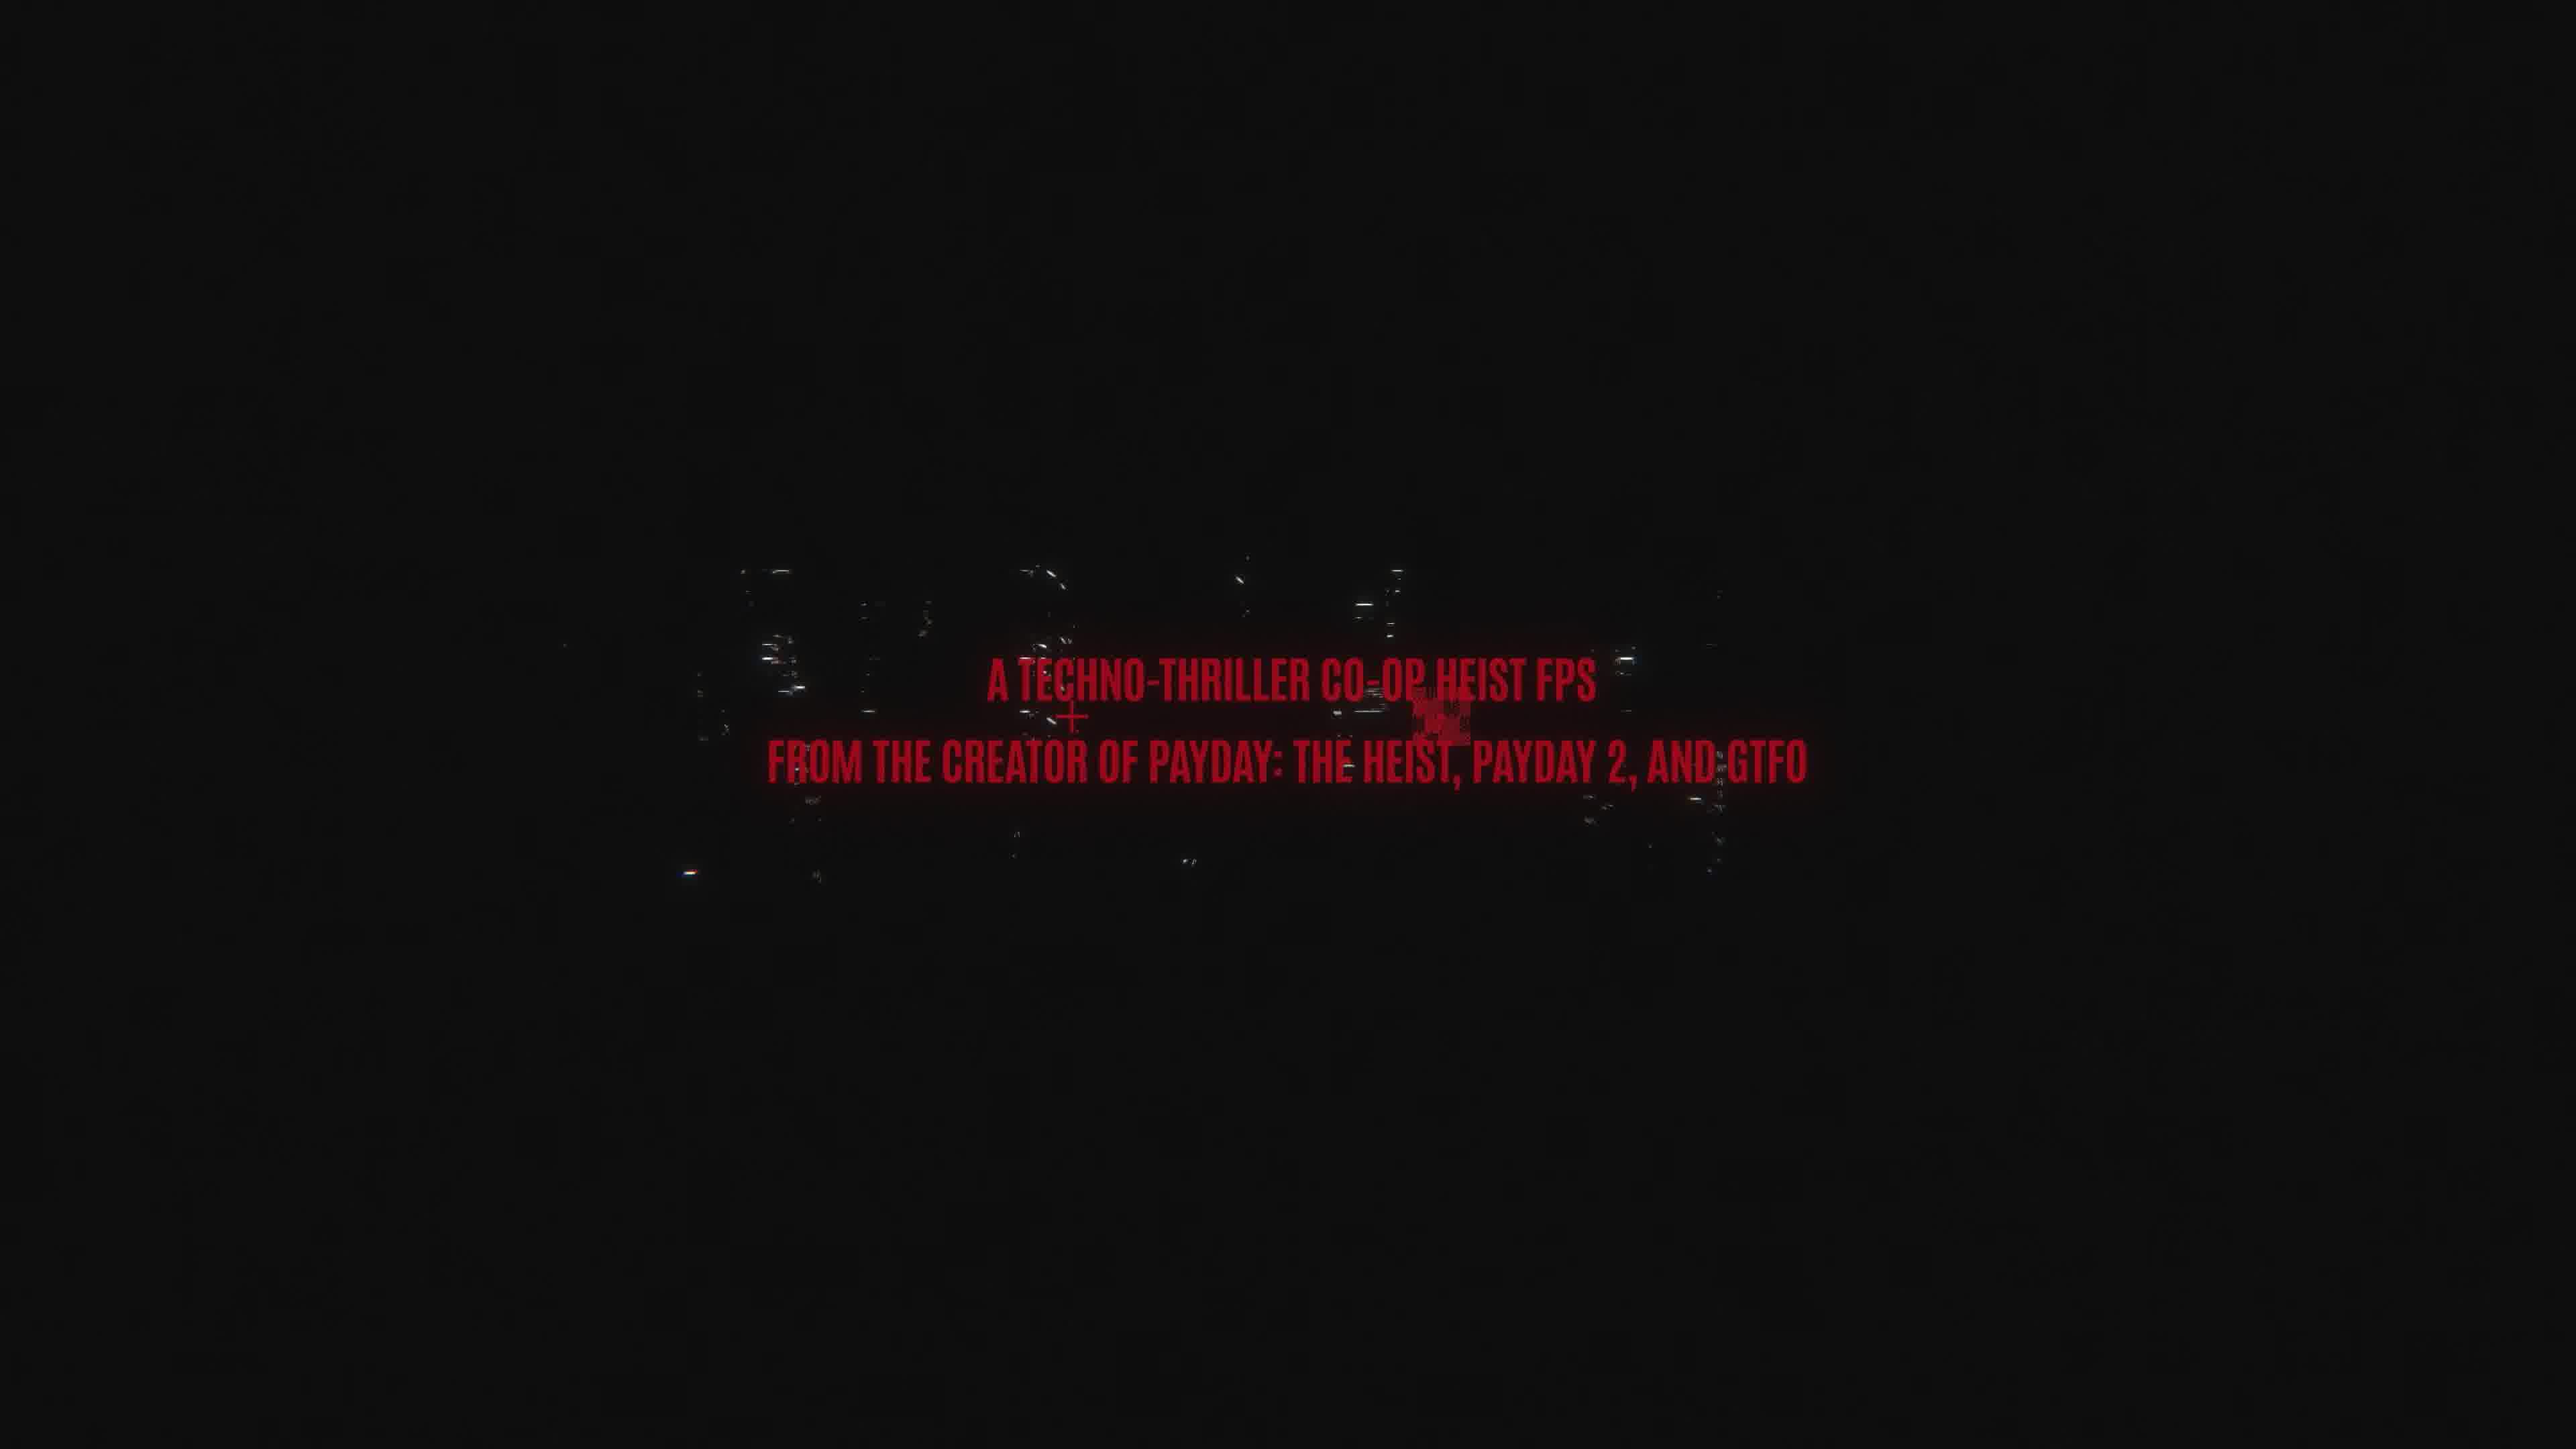 A TECHNO-THRILLER CO-OP HEIST FPS
FROM THE CREATOR OF PAYDAY: THE HEIST, PAYDAY 2, AND GTFO